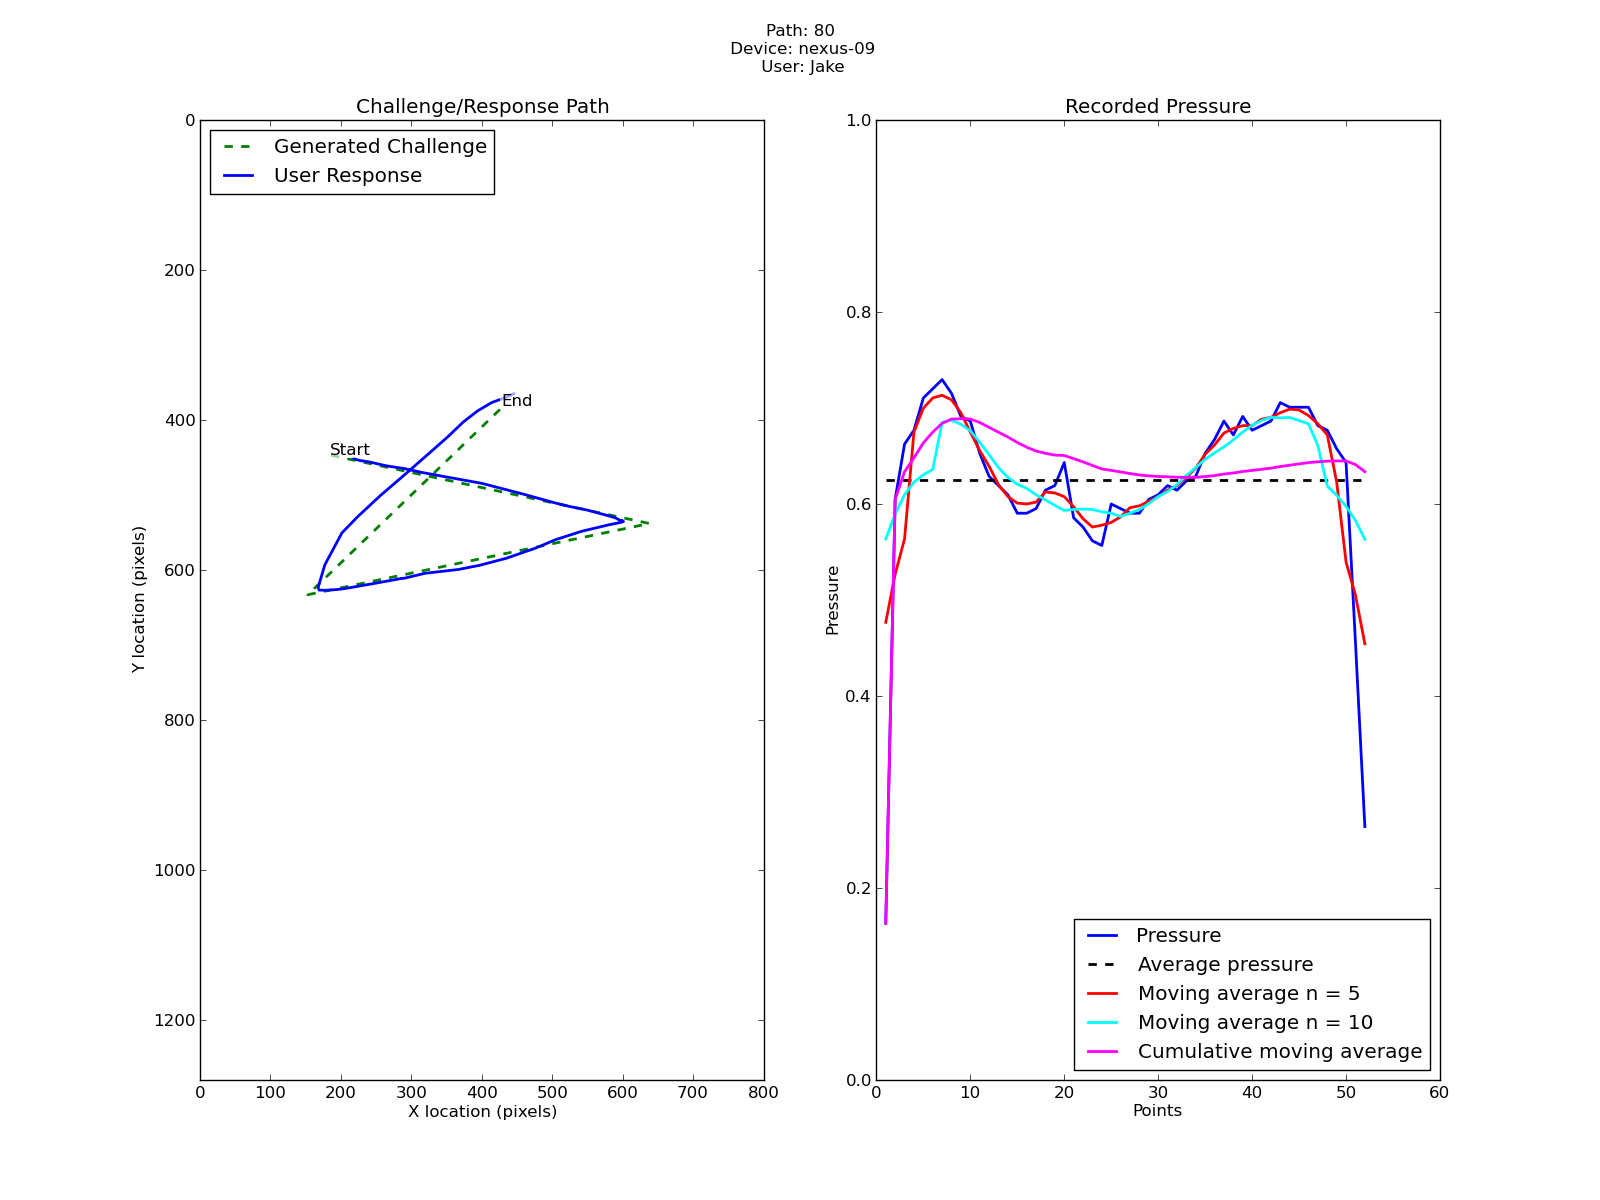 Path: 80
Device: nexus-09
User: Jake
Challenge/Response Path
Generated Challenge
User Response
Start
End
0
200
400
600
800
1000
1200
Y location (pixels)
0 100 200 300 400 500 600 700 800
X location (pixels)
Recorded Pressure
1.0
0.8
0.6
0.4
0.2
0.0
Pressure
Pressure
Average pressure
Moving average n = 5
Moving average n = 10
Cumulative moving average
0 10 20 30 40 50 60
Points